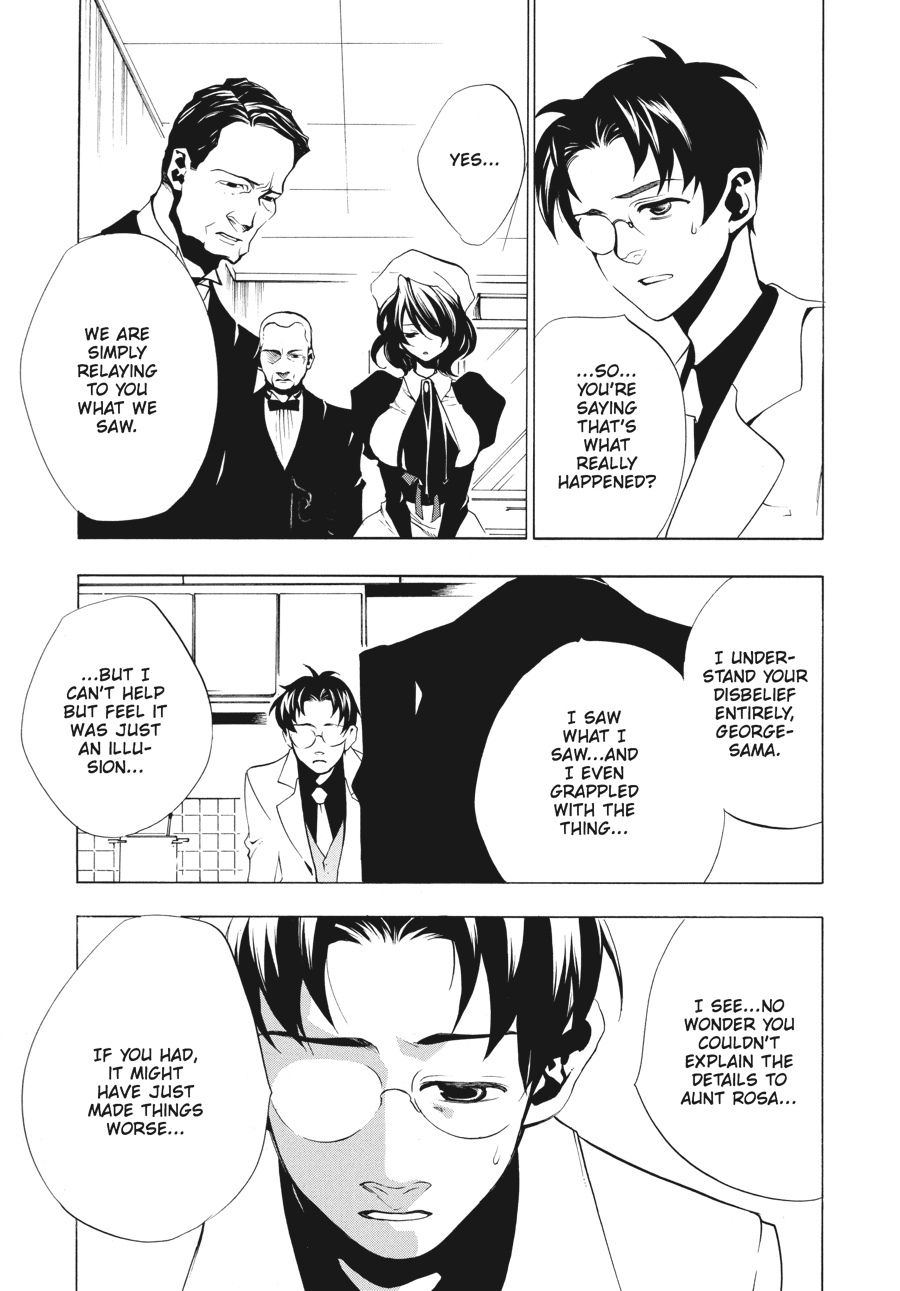 ...SO...
YOU'RE
SAYING
THAT'S
WHAT
REALLY
HAPPENED?
YES...
WE ARE
SIMPLY
RELAYING
TO YOU
WHAT WE
SAW.
I UNDER-
STAND YOUR
DISBELIEF
ENTIRELY,
GEORGE-
SAMA.
I SAW
WHAT I
SAW...AND
I EVEN
GRAPPLED
WITH THE
THING...
...BUT I
CAN'T HELP
BUT FEEL IT
WAS JUST
AN ILLU-
SION...
I SEE...NO
WONDER YOU
COULDN'T
EXPLAIN THE
DETAILS TO
AUNT ROSA...
IF YOU HAD,
IT MIGHT
HAVE JUST
MADE THINGS
WORSE...